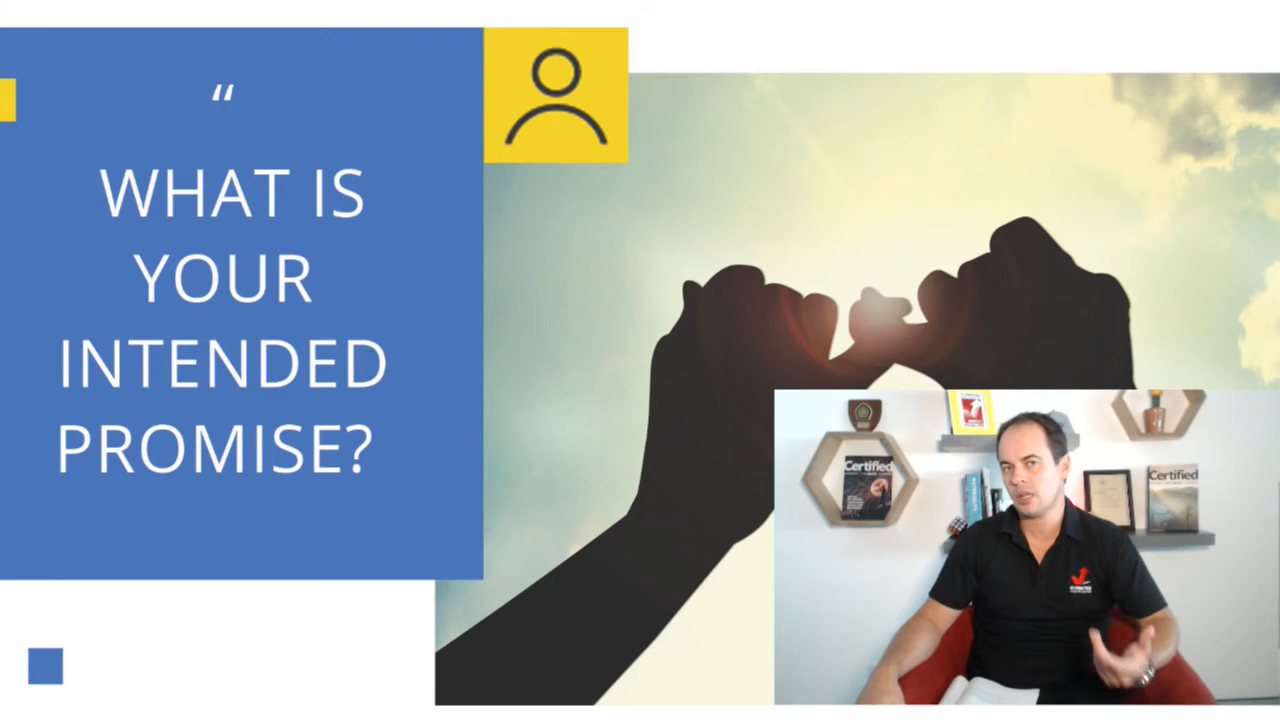 “
WHAT IS
YOUR
INTENDED
PROMISE?
Certified
Certified